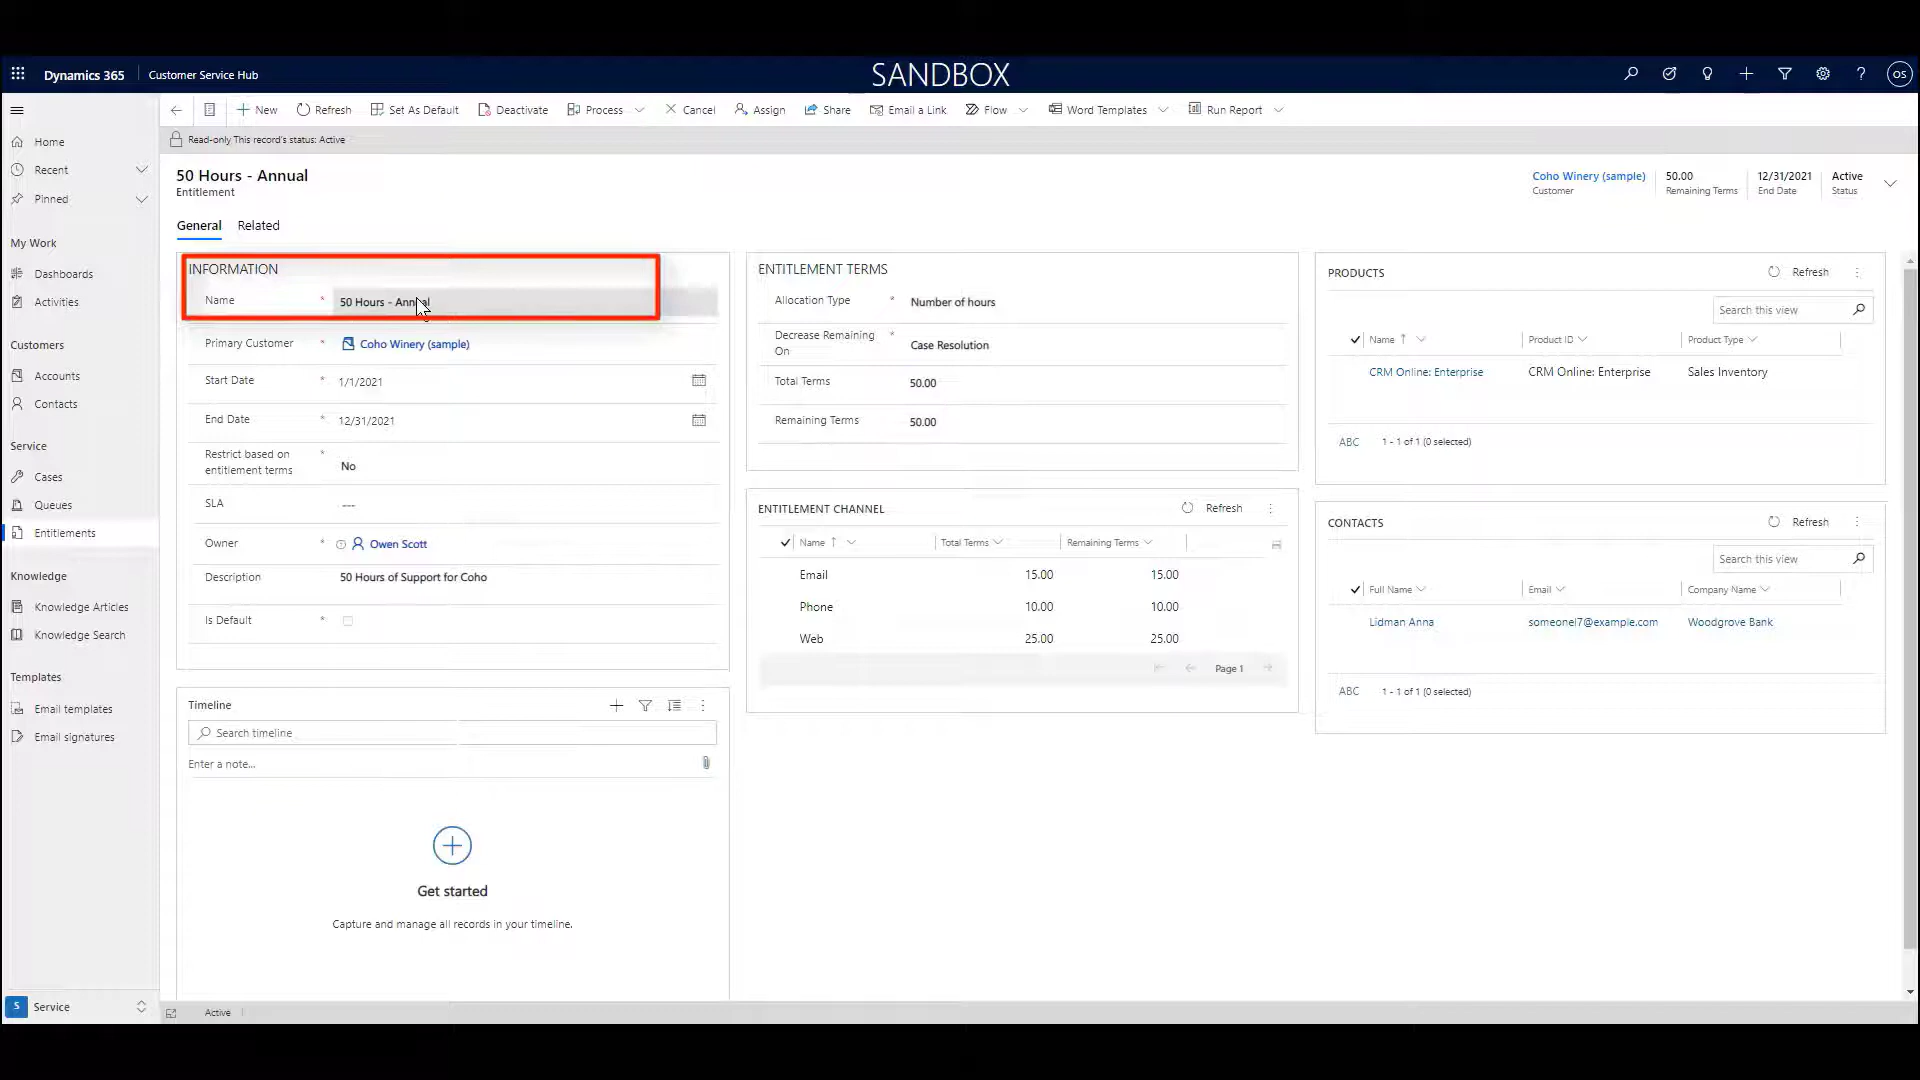 Dynamics 365
Customer Service Hub
SANDBOX
?
OS
New
Refresh
Set As Default
Deactivate
Process
Cancel
Assign
Share
Email a Link
Flow
Word Templates
Run Report
Read-only This record's status: Active
Home
Recent
Pinned
My Work
Dashboards
Activities
Customers
Accounts
Contacts
Service
Cases
Queues
Entitlements
Knowledge
Knowledge Articles
Knowledge Search
Templates
Email templates
Email signatures
S Service
50 Hours - Annual
Entitlement
Coho Winery (sample)
Customer
50.00
Remaining Terms
12/31/2021
End Date
Active
Status
General Related
INFORMATION
Name * 50 Hours - Annual
Primary Customer * Coho Winery (sample)
Start Date * 1/1/2021
End Date * 12/31/2021
Restrict based on * No
entitlement terms
SLA ---
Owner * Owen Scott
Description 50 Hours of Support for Coho
Is Default *
Timeline
Search timeline
Enter a note...
Get started
Capture and manage all records in your timeline.
ENTITLEMENT TERMS
Allocation Type * Number of hours
Decrease Remaining * Case Resolution
On
Total Terms 50.00
Remaining Terms 50.00
ENTITLEMENT CHANNEL Refresh
Name Total Terms Remaining Terms
Email 15.00 15.00
Phone 10.00 10.00
Web 25.00 25.00
Page 1
PRODUCTS Refresh
Search this view
Name Product ID Product Type
CRM Online: Enterprise CRM Online: Enterprise Sales Inventory
ABC 1 - 1 of 1 (0 selected)
CONTACTS Refresh
Search this view
Full Name Email Company Name
Lidman Anna someonel7@example.com Woodgrove Bank
ABC 1 - 1 of 1 (0 selected)
Active